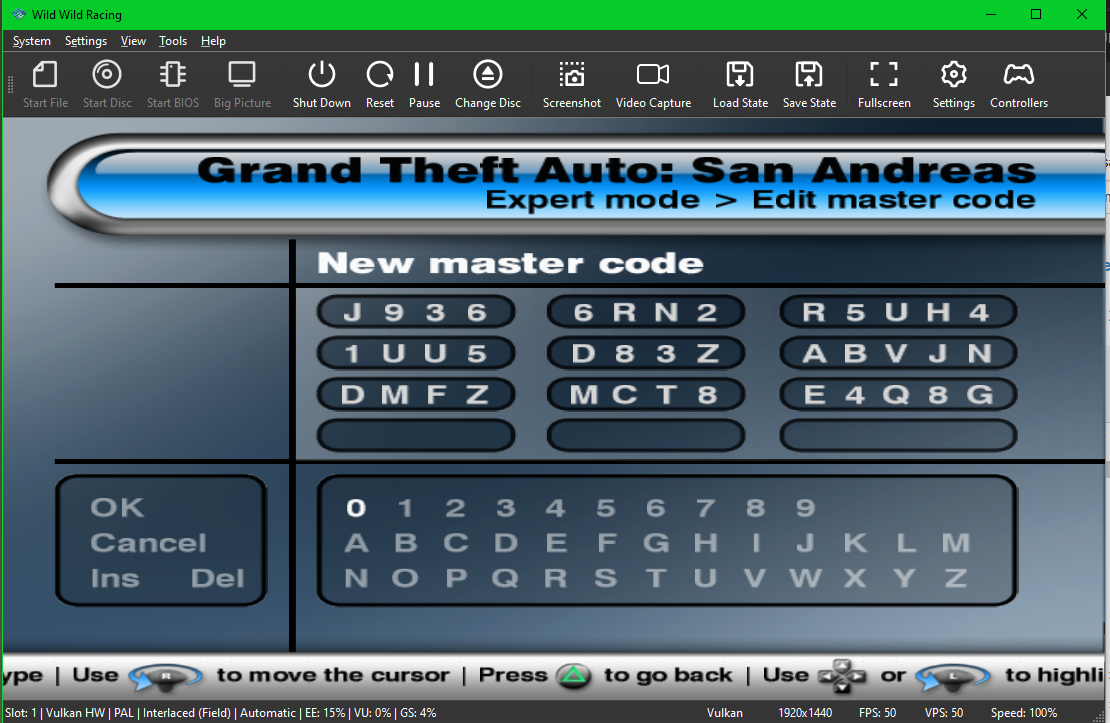 Wild Wild Racing
System Settings View Tools Help
Start File Start Disc Start BIOS Big Picture Shut Down Reset Pause Change Disc Screenshot Video Capture Load State Save State Fullscreen Settings Controllers
Grand Theft Auto: San Andreas
Expert mode > Edit master code
New master code
J936 6RN2 R5UH4
1UU5 D83Z ABVJN
DMFZ MCT8 E4Q8G
OK
Cancel
Ins Del
0 1 2 3 4 5 6 7 8 9
A B C D E F G H I J K L M
N O P Q R S T U V W X Y Z
ype | Use R to move the cursor | Press to go back | Use or L to highli
Slot: 1 | Vulkan HW | PAL | Interlaced (Field) | Automatic | EE: 15% | VU: 0% | GS: 4% Vulkan 1920x1440 FPS: 50 VPS: 50 Speed: 100%